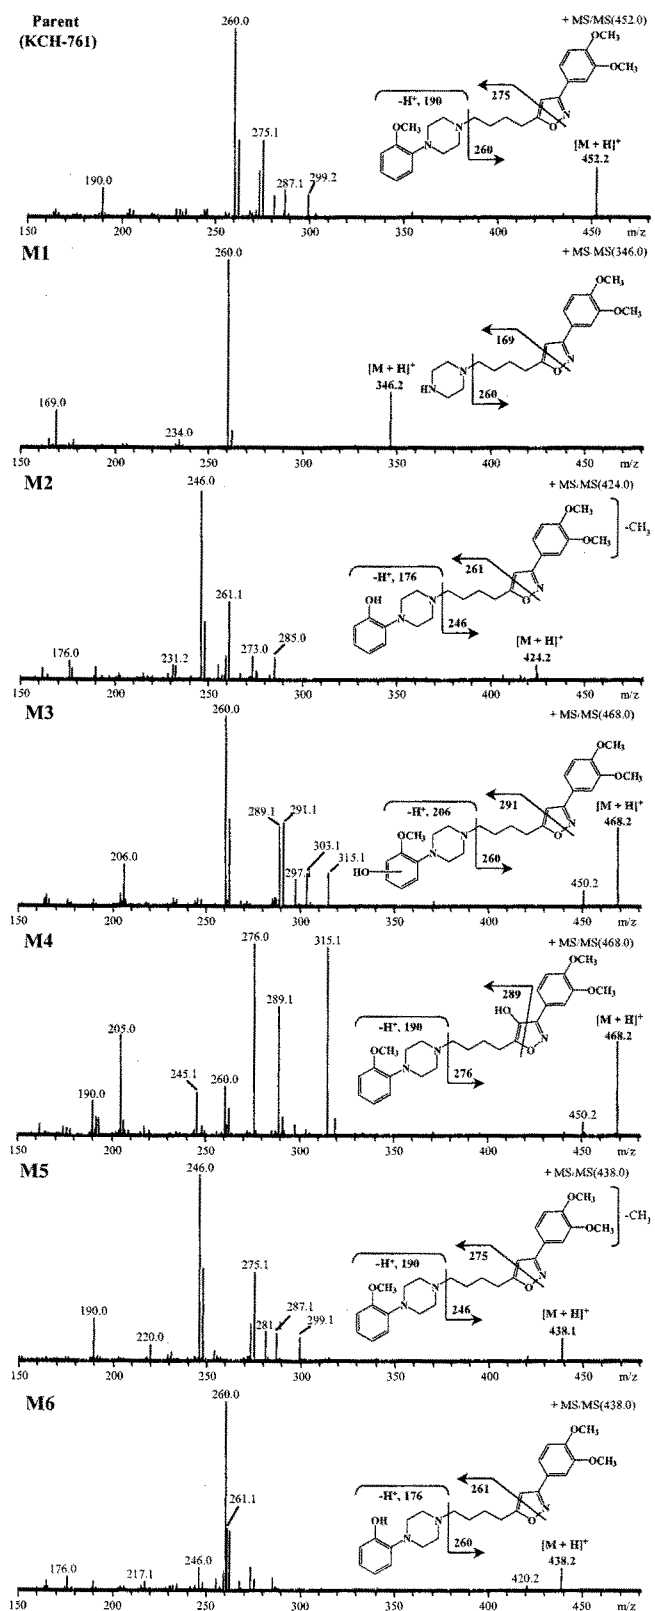 Parent
(KCH-761)
+ MS/MS(452.0)
260.0
275.1
190.0
287.1
299.2
-H⁺, 190
275
260
OCH₃
OCH₃
OCH₃
N
N
O
N
[M + H]⁺
452.2
150 200 250 300 350 400 450 m/z
M1
+ MS/MS(346.0)
260.0
169.0
234.0
[M + H]⁺
346.2
169
260
OCH₃
OCH₃
HN
N
O
N
150 200 250 300 350 400 450 m/z
M2
+ MS/MS(424.0)
246.0
261.1
176.0
231.2
273.0
285.0
-H⁺, 176
261
246
OCH₃
OCH₃
-CH₃
OH
N
N
O
N
[M + H]⁺
424.2
150 200 250 300 350 400 450 m/z
M3
+ MS/MS(468.0)
260.0
289.1
291.1
206.0
297.
303.1
315.1
-H⁺, 206
291
260
OCH₃
OCH₃
OCH₃
HO
N
N
O
N
[M + H]⁺
468.2
450.2
150 200 250 300 350 400 450 m/z
M4
+ MS/MS(468.0)
276.0
315.1
289.1
205.0
190.0
245.1
260.0
-H⁺, 190
289
276
OCH₃
OCH₃
HO
OCH₃
N
N
O
N
[M + H]⁺
468.2
450.2
150 200 250 300 350 400 450 m/z
M5
+ MS/MS(438.0)
246.0
275.1
190.0
220.0
281.
287.1
299.1
-H⁺, 190
275
246
OCH₃
OCH₃
-CH₃
OCH₃
N
N
O
N
[M + H]⁺
438.1
150 200 250 300 350 400 450 m/z
M6
+ MS/MS(438.0)
260.0
261.1
176.0
217.1
246.0
-H⁺, 176
261
260
OCH₃
OCH₃
OH
N
N
O
N
[M + H]⁺
438.2
420.2
150 200 250 300 350 400 450 m/z